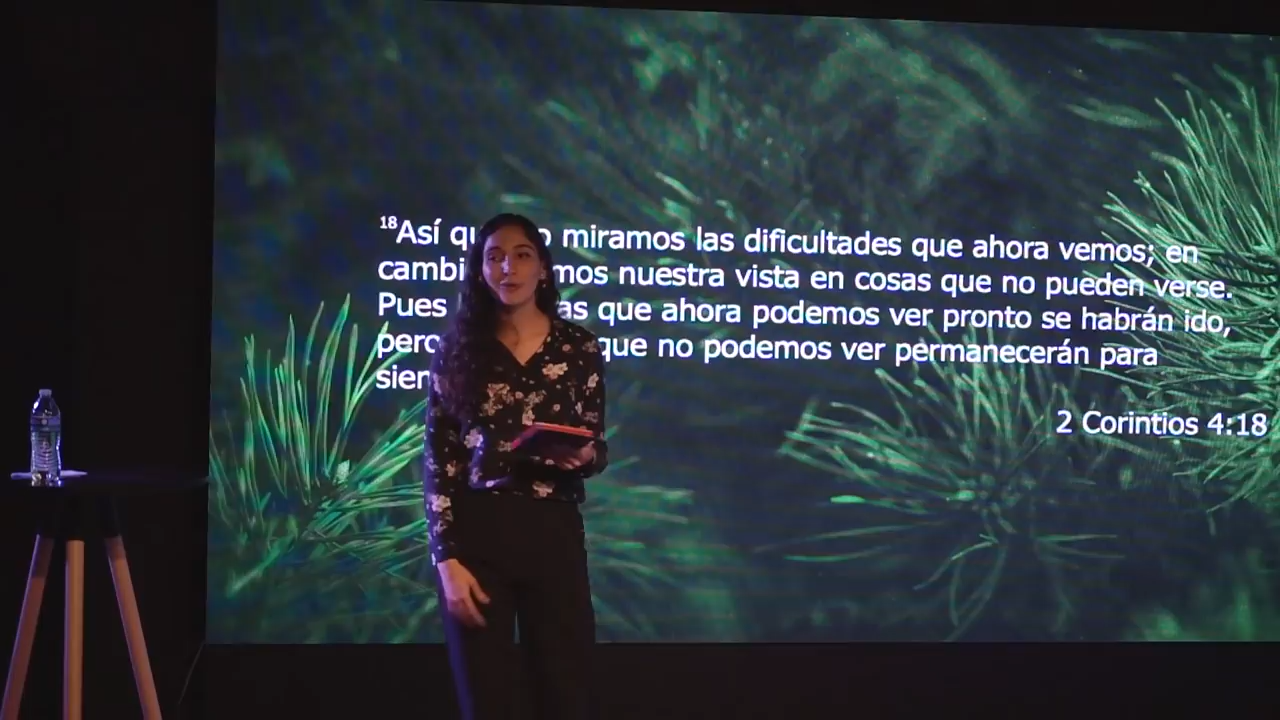 18Así qu o miramos las dificultades que ahora vemos; en
cambi mos nuestra vista en cosas que no pueden verse.
Pues as que ahora podemos ver pronto se habrán ido,
pero que no podemos ver permanecerán para
sien
2 Corintios 4:18